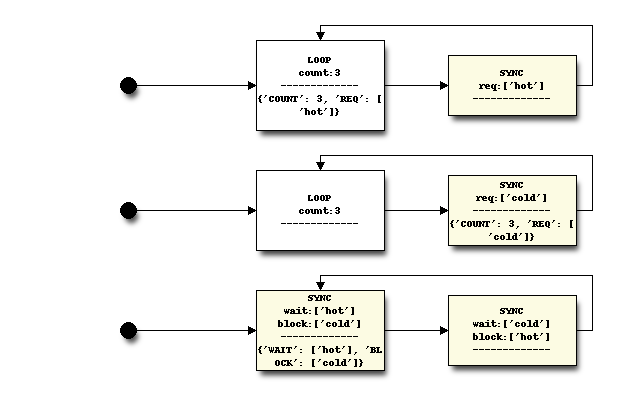 LOOP
count:3
-------------
{'COUNT': 3, 'REQ': [
'hot']}
SYNC
req:['hot']
-------------
LOOP
count:3
-------------
SYNC
req:['cold']
-------------
{'COUNT': 3, 'REQ': [
'cold']}
SYNC
wait:['hot']
block:['cold']
-------------
{'WAIT': ['hot'], 'BL
OCK': ['cold']}
SYNC
wait:['cold']
block:['hot']
-------------